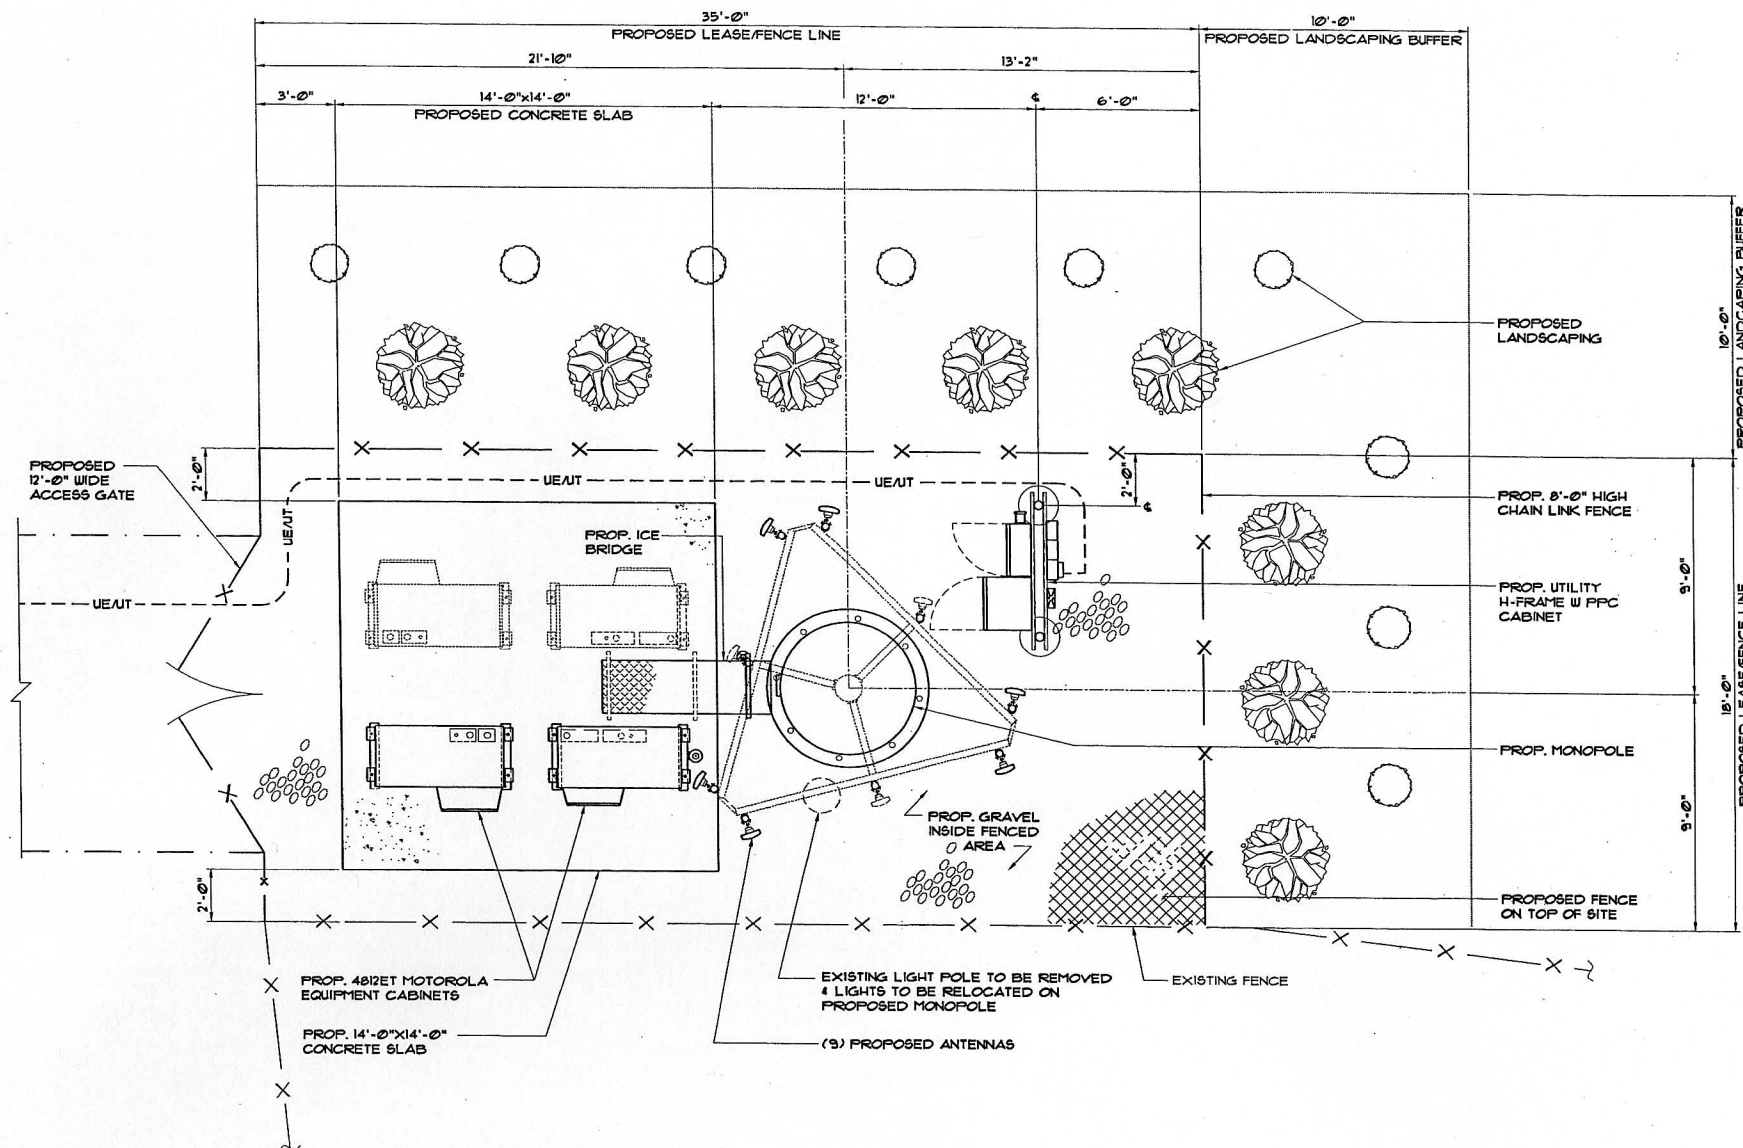 35'-0"
PROPOSED LEASE/FENCE LINE
10'-0"
PROPOSED LANDSCAPING BUFFER
21'-10"
13'-2"
3'-0"
14'-0"x14'-0"
PROPOSED CONCRETE SLAB
12'-0"
℄
6'-0"
PROPOSED
LANDSCAPING
10'-0"
PROPOSED LANDSCAPING BUFFER
PROPOSED
12'-0" WIDE
ACCESS GATE
2'-0"
UE/UT
UE/UT
2'-0"
℄
PROP. 8'-0" HIGH
CHAIN LINK FENCE
UE/UT
PROP. ICE
BRIDGE
UE/UT
PROP. UTILITY
H-FRAME W PPC
CABINET
9'-0"
18'-0"
PROPOSED LEASE/FENCE LINE
PROP. MONOPOLE
PROP. GRAVEL
INSIDE FENCED
AREA
9'-0"
2'-0"
PROPOSED FENCE
ON TOP OF SITE
PROP. 4812ET MOTOROLA
EQUIPMENT CABINETS
EXISTING LIGHT POLE TO BE REMOVED
& LIGHTS TO BE RELOCATED ON
PROPOSED MONOPOLE
EXISTING FENCE
PROP. 14'-0"X14'-0"
CONCRETE SLAB
(9) PROPOSED ANTENNAS